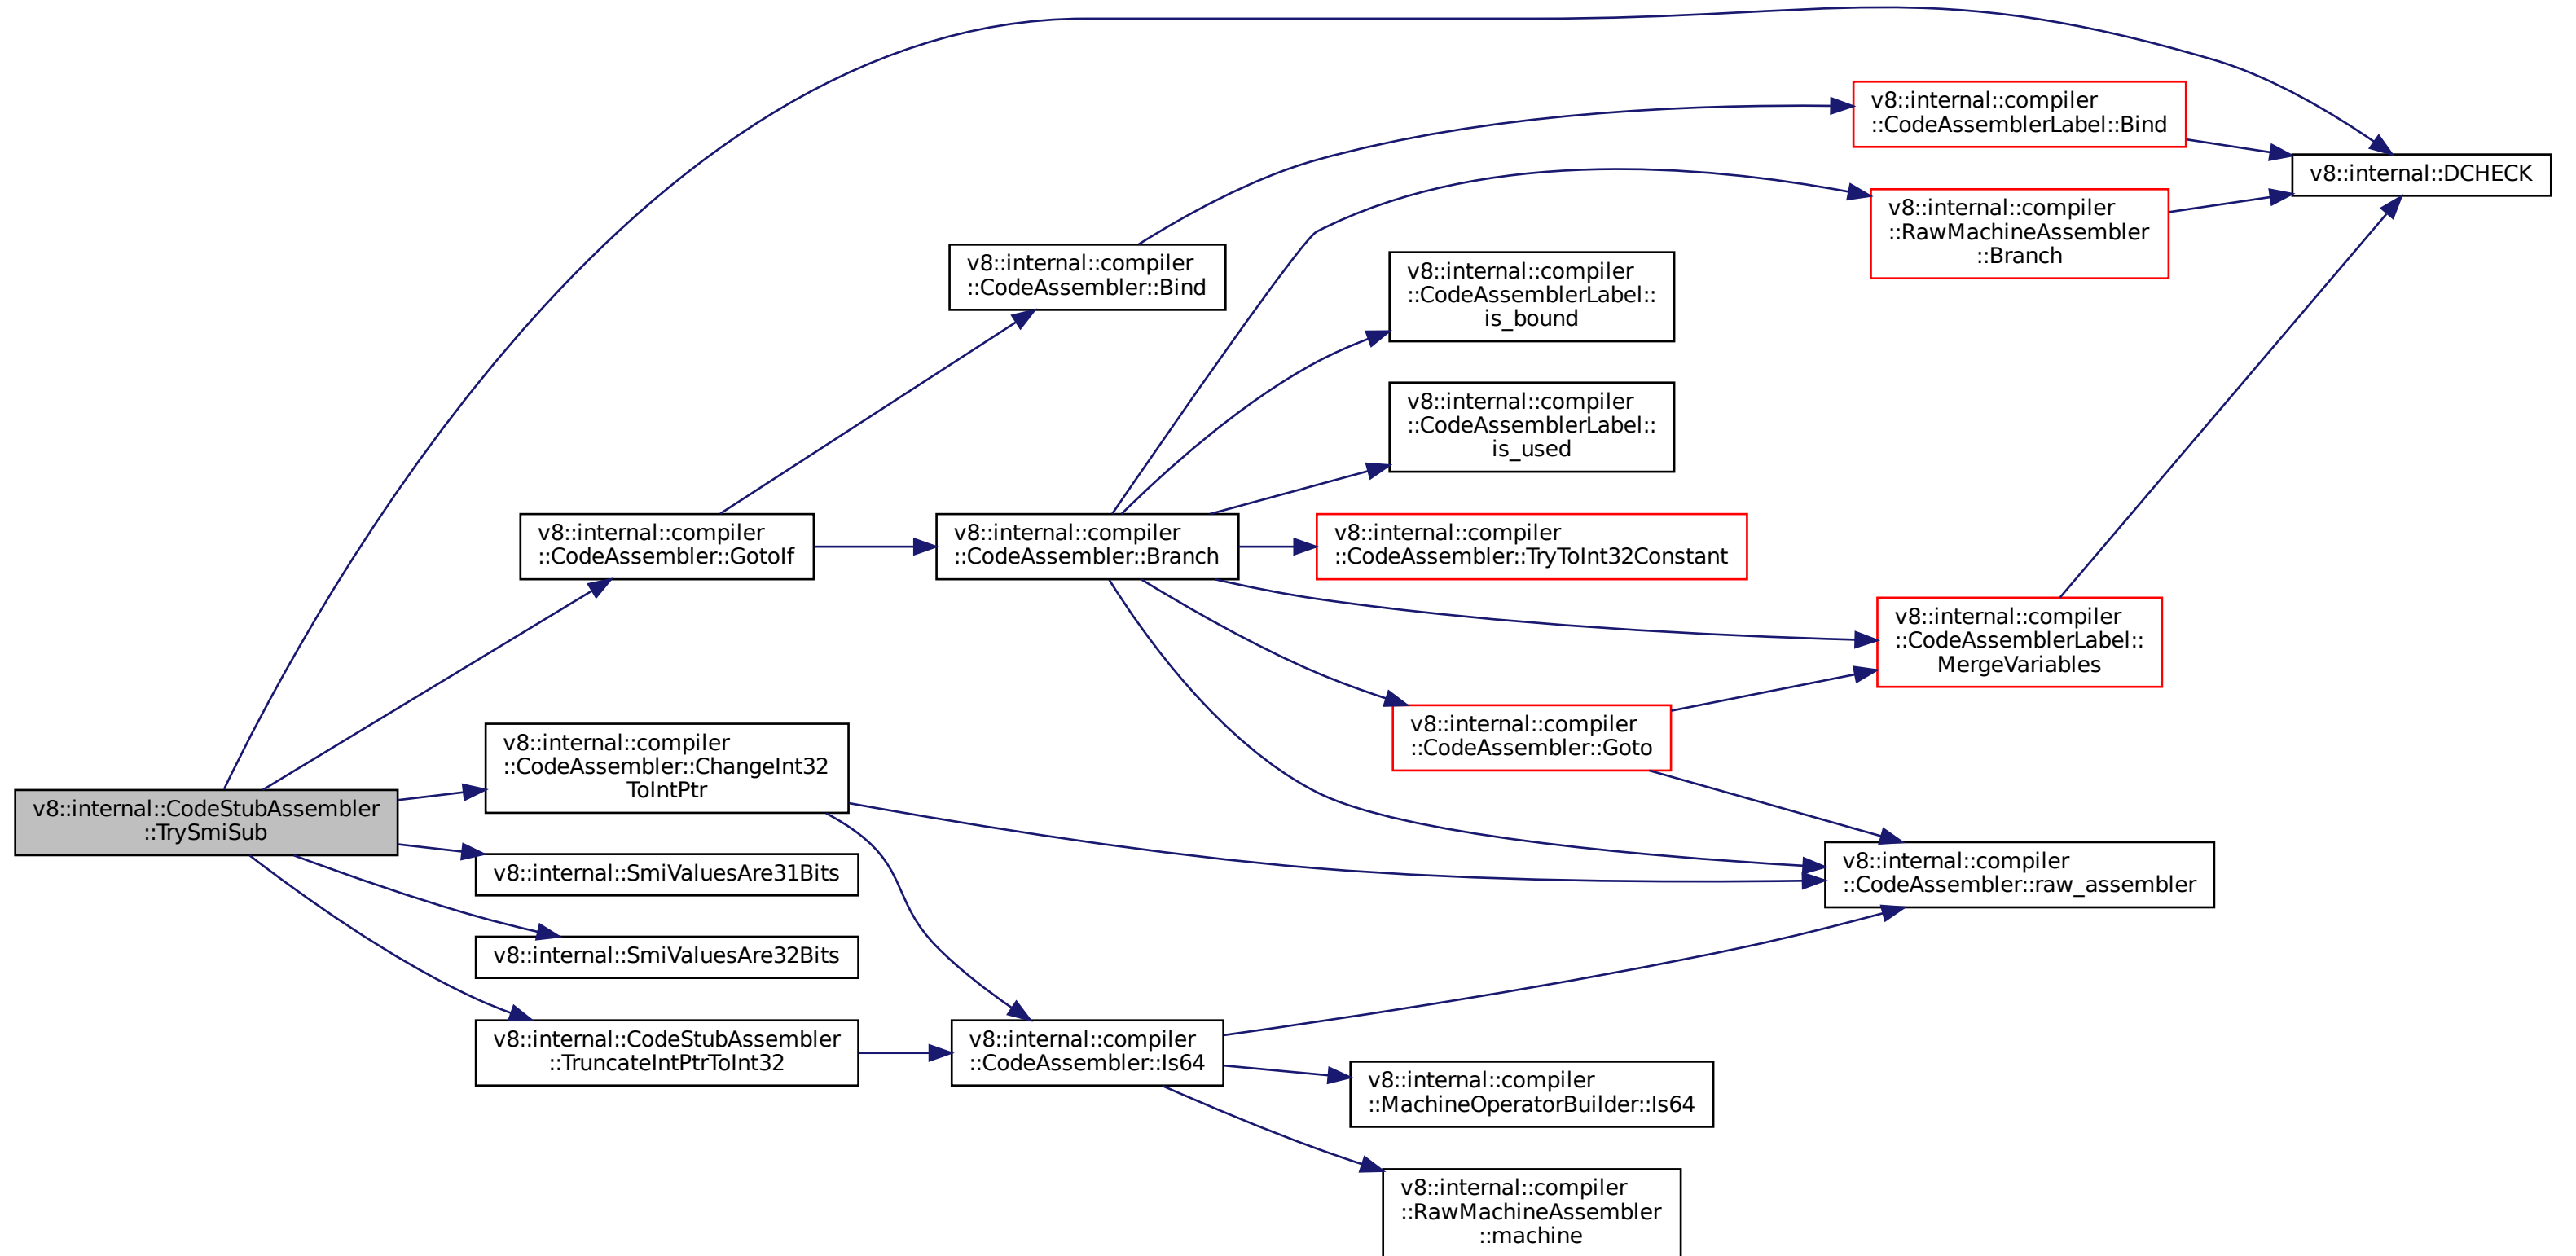 v8::internal::CodeStubAssembler
::TrySmiSub
v8::internal::compiler
::CodeAssembler::GotoIf
v8::internal::compiler
::CodeAssembler::ChangeInt32
ToIntPtr
v8::internal::SmiValuesAre31Bits
v8::internal::SmiValuesAre32Bits
v8::internal::CodeStubAssembler
::TruncateIntPtrToInt32
v8::internal::compiler
::CodeAssembler::Bind
v8::internal::compiler
::CodeAssembler::Branch
v8::internal::compiler
::CodeAssembler::Is64
v8::internal::compiler
::CodeAssemblerLabel::
is_bound
v8::internal::compiler
::CodeAssemblerLabel::
is_used
v8::internal::compiler
::CodeAssembler::TryToInt32Constant
v8::internal::compiler
::CodeAssembler::Goto
v8::internal::compiler
::MachineOperatorBuilder::Is64
v8::internal::compiler
::RawMachineAssembler
::machine
v8::internal::compiler
::CodeAssemblerLabel::Bind
v8::internal::compiler
::RawMachineAssembler
::Branch
v8::internal::compiler
::CodeAssemblerLabel::
MergeVariables
v8::internal::compiler
::CodeAssembler::raw_assembler
v8::internal::DCHECK